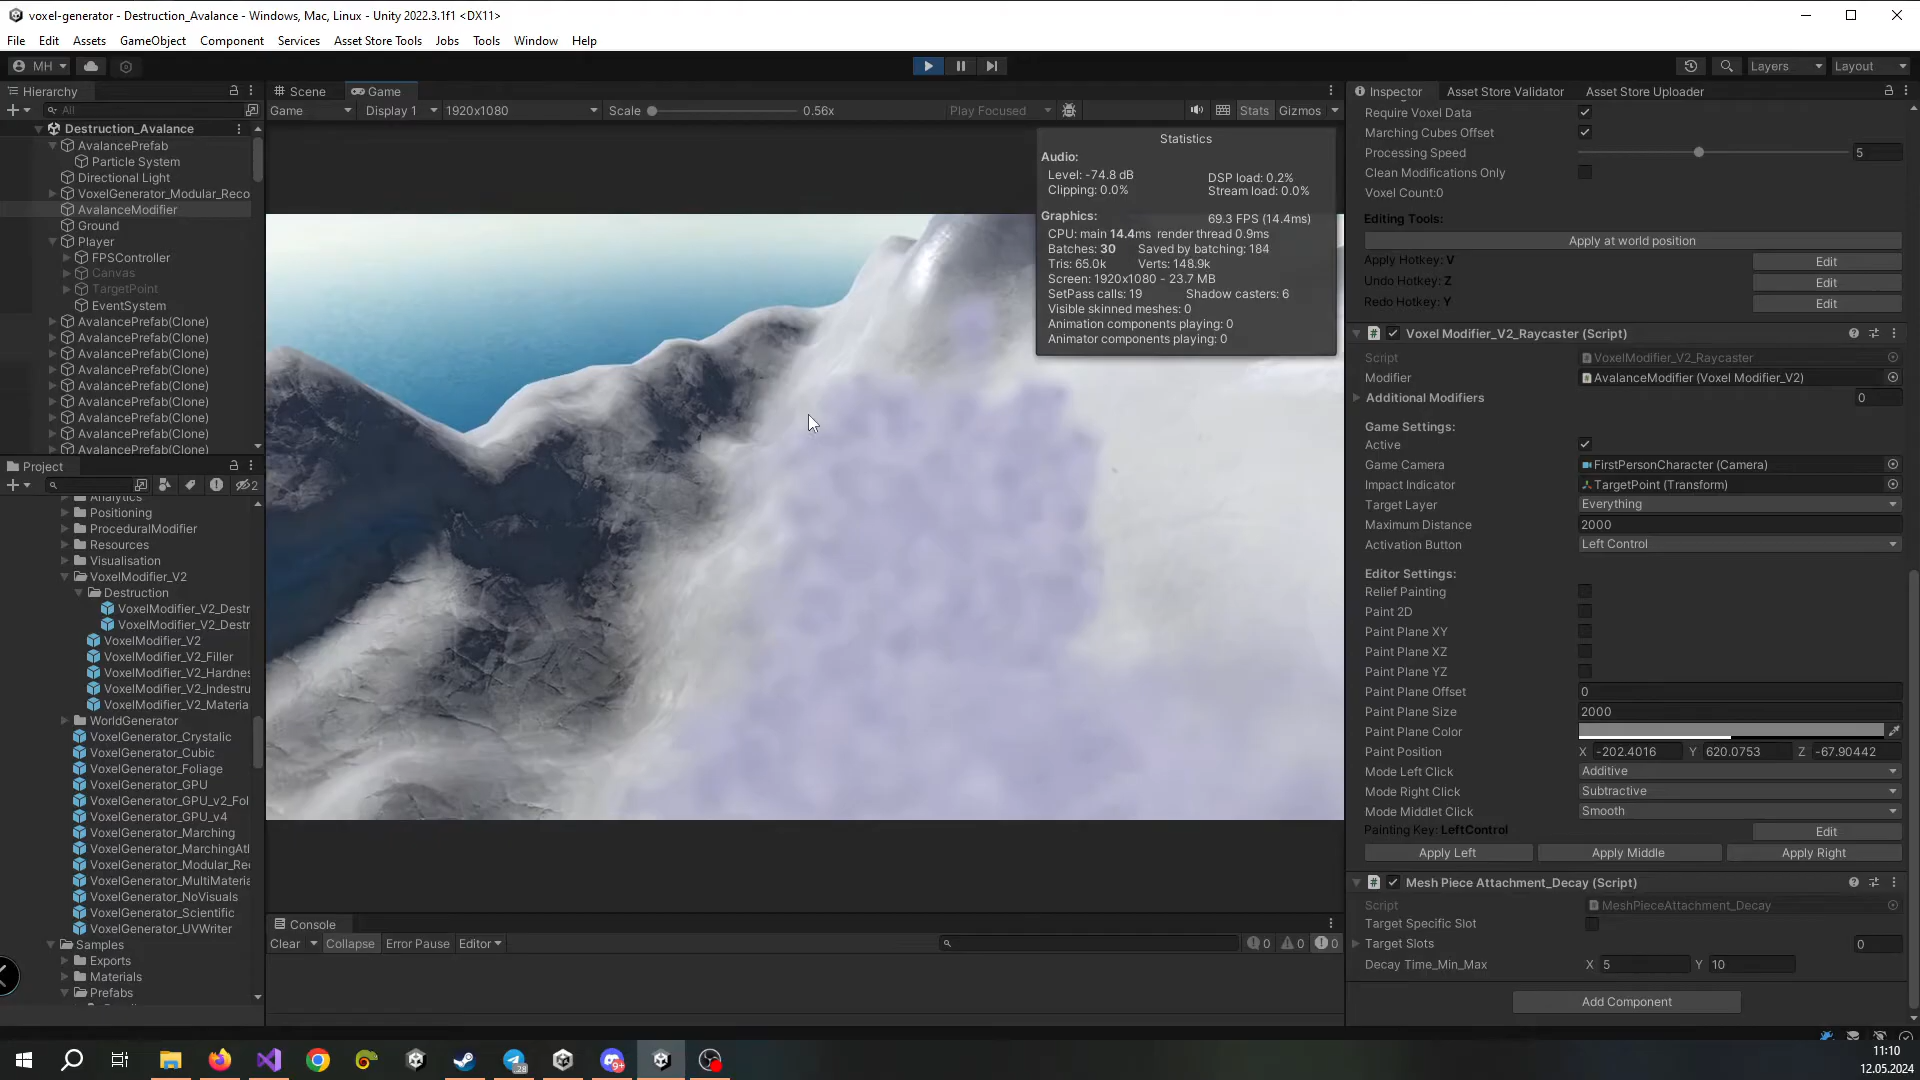 voxel-generator - Destruction_Avalance - Windows, Mac, Linux - Unity 2022.3.1f1 <DX11>
File Edit Assets GameObject Component Services Asset Store Tools Jobs Tools Window Help
MH Layers Layout
Hierarchy
All
Destruction_Avalance
AvalancePrefab
Particle System
Directional Light
VoxelGenerator_Modular_Reco
AvalanceModifier
Ground
Player
FPSController
Canvas
TargetPoint
EventSystem
AvalancePrefab(Clone)
AvalancePrefab(Clone)
AvalancePrefab(Clone)
AvalancePrefab(Clone)
AvalancePrefab(Clone)
AvalancePrefab(Clone)
AvalancePrefab(Clone)
AvalancePrefab(Clone)
AvalancePrefab(Clone)
Project
2
Analytics
Positioning
ProceduralModifier
Resources
Visualisation
VoxelModifier_V2
Destruction
VoxelModifier_V2_Destr
VoxelModifier_V2_Destr
VoxelModifier_V2
VoxelModifier_V2_Filler
VoxelModifier_V2_Hardnes
VoxelModifier_V2_Indestru
VoxelModifier_V2_Materia
WorldGenerator
VoxelGenerator_Crystalic
VoxelGenerator_Cubic
VoxelGenerator_Foliage
VoxelGenerator_GPU
VoxelGenerator_GPU_v2_Fol
VoxelGenerator_GPU_v4
VoxelGenerator_Marching
VoxelGenerator_MarchingAtl
VoxelGenerator_Modular_Rec
VoxelGenerator_MultiMateria
VoxelGenerator_NoVisuals
VoxelGenerator_Scientific
VoxelGenerator_UVWriter
Samples
Exports
Materials
Prefabs
Scene Game
Game Display 1 1920x1080 Scale 0.56x Play Focused Stats Gizmos
Statistics
Audio:
Level: -74.8 dB DSP load: 0.2%
Clipping: 0.0% Stream load: 0.0%
Graphics: 69.3 FPS (14.4ms)
CPU: main 14.4ms render thread 0.9ms
Batches: 30 Saved by batching: 184
Tris: 65.0k Verts: 148.9k
Screen: 1920x1080 - 23.7 MB
SetPass calls: 19 Shadow casters: 6
Visible skinned meshes: 0
Animation components playing: 0
Animator components playing: 0
Console
Clear Collapse Error Pause Editor 0 0 0
Inspector Asset Store Validator Asset Store Uploader
Require Voxel Data
Marching Cubes Offset
Processing Speed 5
Clean Modifications Only
Voxel Count:0
Editing Tools:
Apply at world position
Apply Hotkey: V Edit
Undo Hotkey: Z Edit
Redo Hotkey: Y Edit
Voxel Modifier_V2_Raycaster (Script)
Script VoxelModifier_V2_Raycaster
Modifier AvalanceModifier (Voxel Modifier_V2)
Additional Modifiers 0
Game Settings:
Active
Game Camera FirstPersonCharacter (Camera)
Impact Indicator TargetPoint (Transform)
Target Layer Everything
Maximum Distance 2000
Activation Button Left Control
Editor Settings:
Relief Painting
Paint 2D
Paint Plane XY
Paint Plane XZ
Paint Plane YZ
Paint Plane Offset 0
Paint Plane Size 2000
Paint Plane Color
Paint Position X -202.4016 Y 620.0753 Z -67.90442
Mode Left Click Additive
Mode Right Click Subtractive
Mode Middlet Click Smooth
Painting Key: LeftControl Edit
Apply Left Apply Middle Apply Right
Mesh Piece Attachment_Decay (Script)
Script MeshPieceAttachment_Decay
Target Specific Slot
Target Slots 0
Decay Time_Min_Max X 5 Y 10
Add Component
28
9+
11:10
12.05.2024